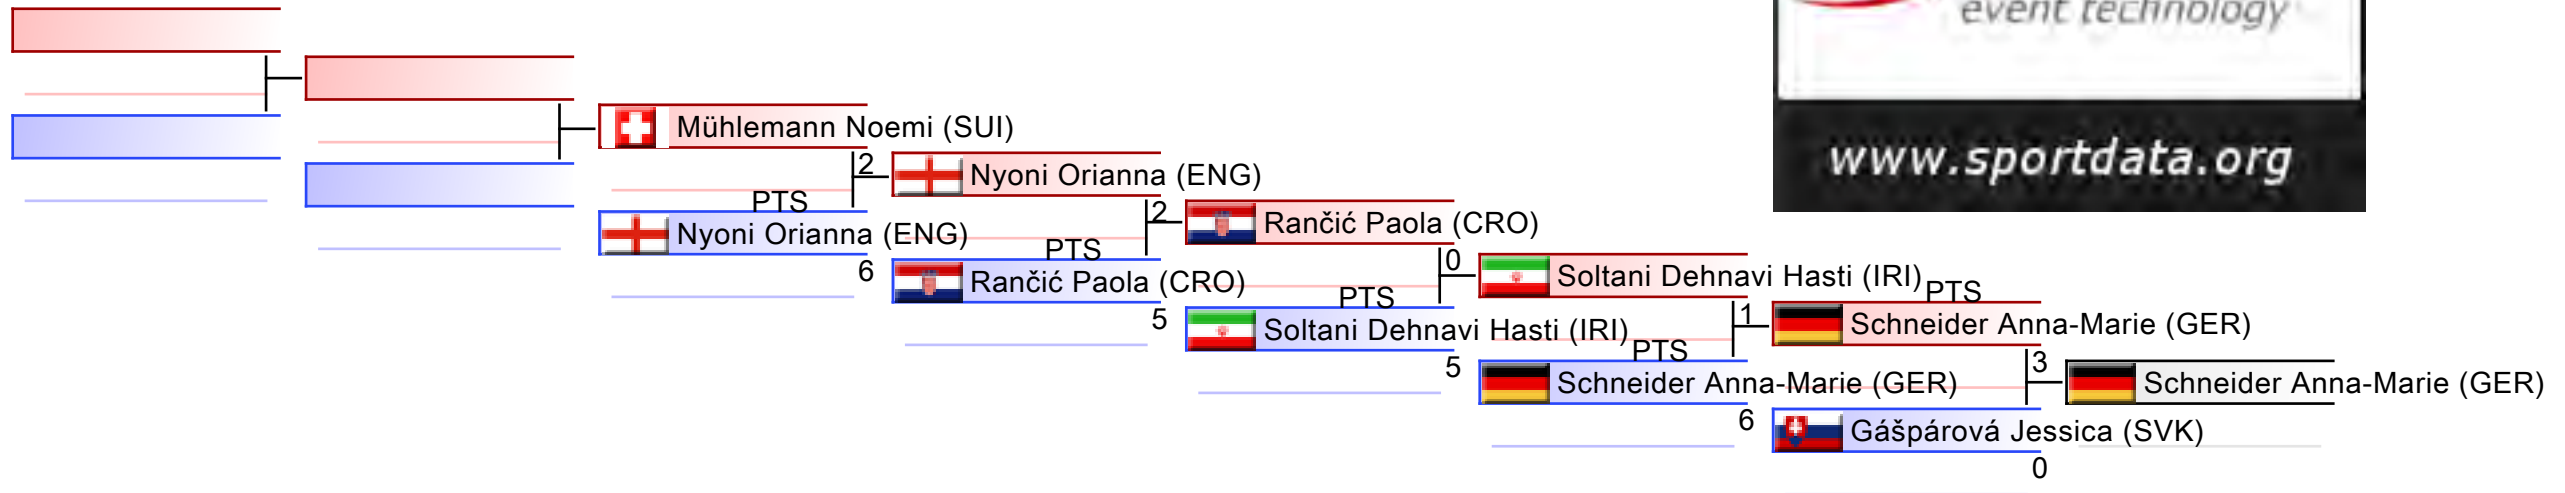 event technology
www.sportdata.org
Mühlemann Noemi (SUI)
2
Nyoni Orianna (ENG)
PTS
Nyoni Orianna (ENG)
6
2
Rančić Paola (CRO)
PTS
Rančić Paola (CRO)
5
0
Soltani Dehnavi Hasti (IRI)
PTS
Soltani Dehnavi Hasti (IRI)
5
1
PTS
Schneider Anna-Marie (GER)
PTS
Schneider Anna-Marie (GER)
6
3
Schneider Anna-Marie (GER)
Gášpárová Jessica (SVK)
0